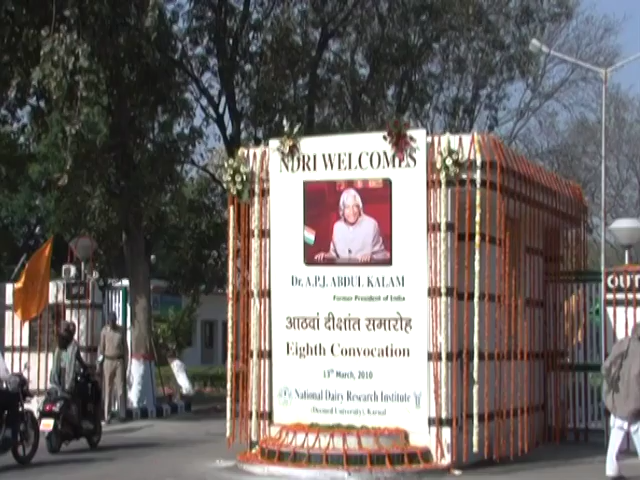 NDRI WELCOMES
Dr. A.P.J. ABDUL KALAM
Former President of India
आठवां दीक्षांत समारोह
Eighth Convocation
13th March, 2010
National Dairy Research Institute
(Deemed University), Karnal
OUT